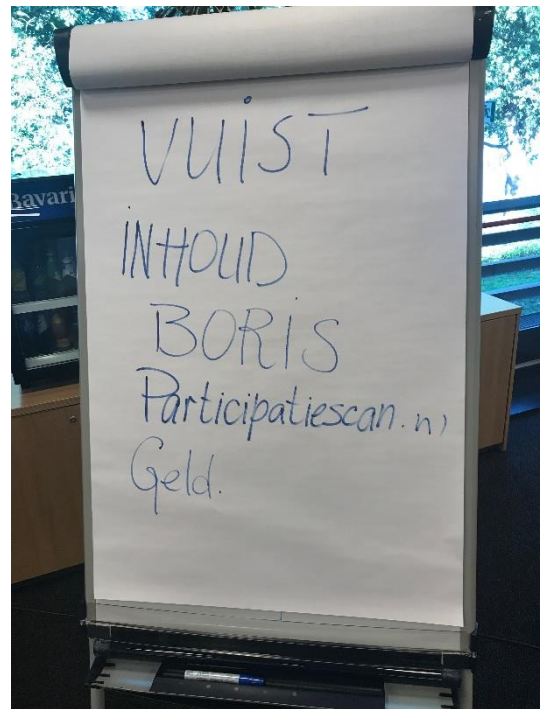 VUiST
iNHOUD
BORiS
Participatiescan.nl
Geld.
Bavari